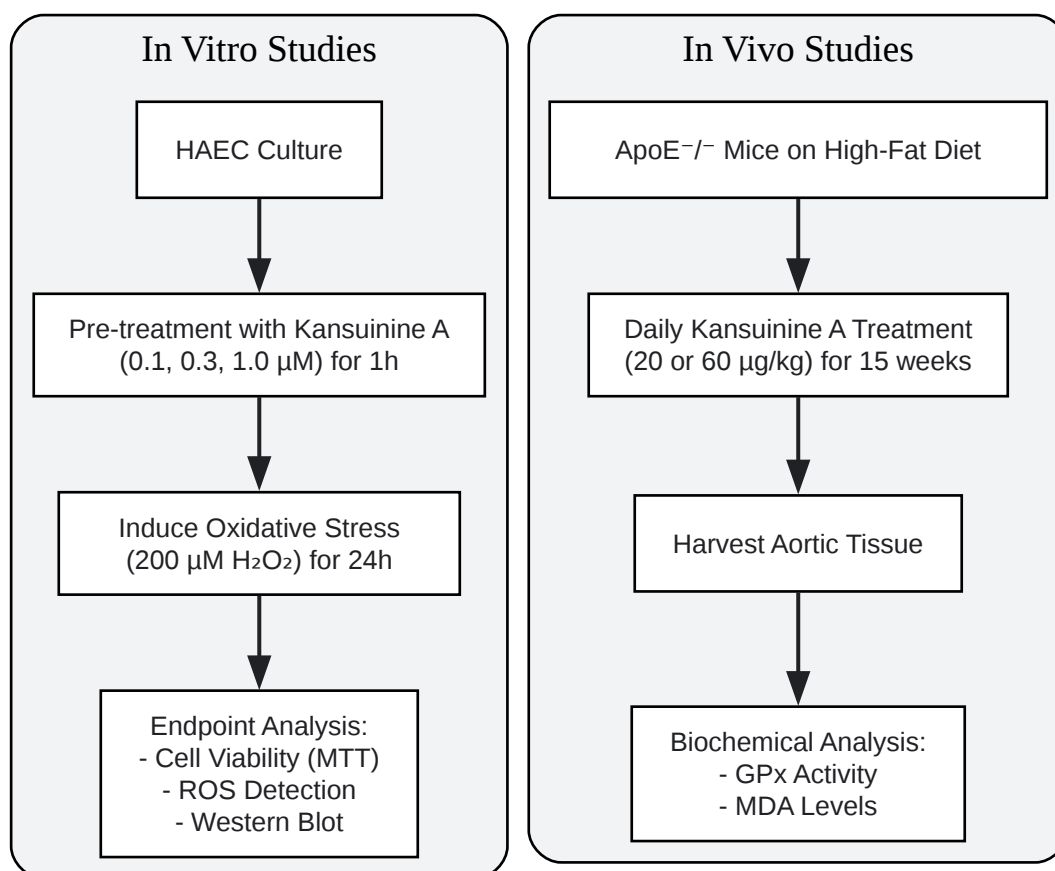 In Vitro Studies
HAEC Culture
Pre-treatment with Kansuinine A
(0.1, 0.3, 1.0 µM) for 1h
Induce Oxidative Stress
(200 µM H₂O₂) for 24h
Endpoint Analysis:
- Cell Viability (MTT)
- ROS Detection
- Western Blot
In Vivo Studies
ApoE⁻/⁻ Mice on High-Fat Diet
Daily Kansuinine A Treatment
(20 or 60 µg/kg) for 15 weeks
Harvest Aortic Tissue
Biochemical Analysis:
- GPx Activity
- MDA Levels